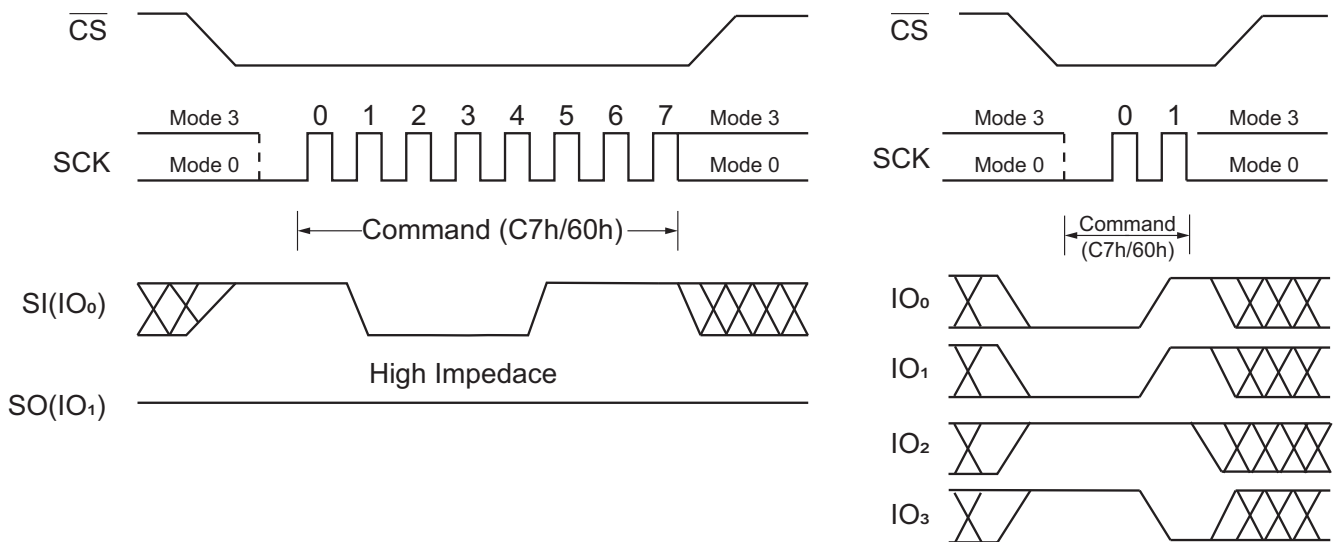 CS
Mode 3
0 1 2 3 4 5 6 7
Mode 3
SCK
Mode 0
Mode 0
Command (C7h/60h)
SI(IO₀)
High Impedace
SO(IO₁)
CS
Mode 3
0 1
Mode 3
SCK
Mode 0
Mode 0
Command
(C7h/60h)
IO₀
IO₁
IO₂
IO₃